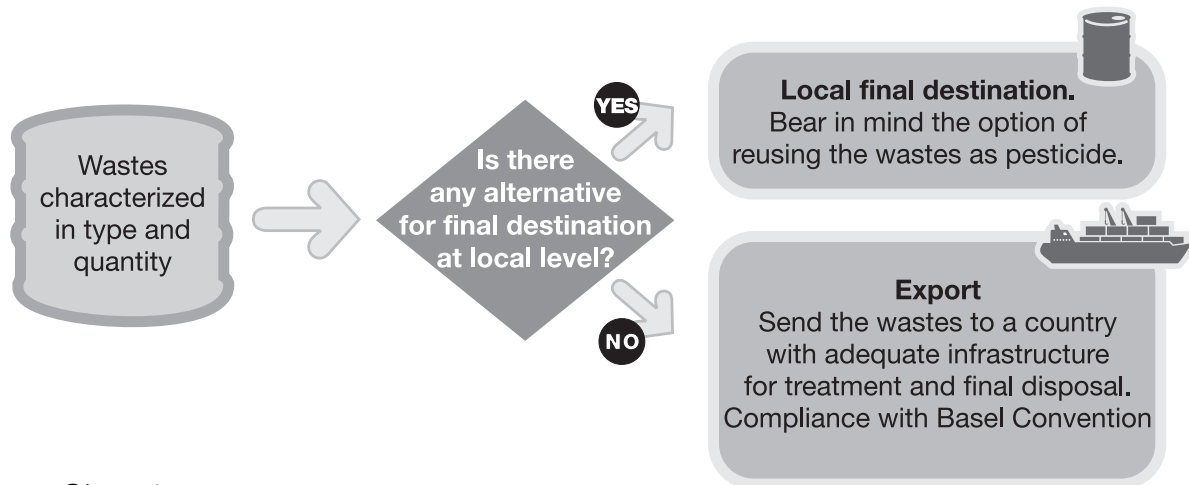 Wastes
characterized
in type and
quantity
Is there
any alternative
for final destination
at local level?
YES
Local final destination.
Bear in mind the option of
reusing the wastes as pesticide.
NO
Export
Send the wastes to a country
with adequate infrastructure
for treatment and final disposal.
Compliance with Basel Convention